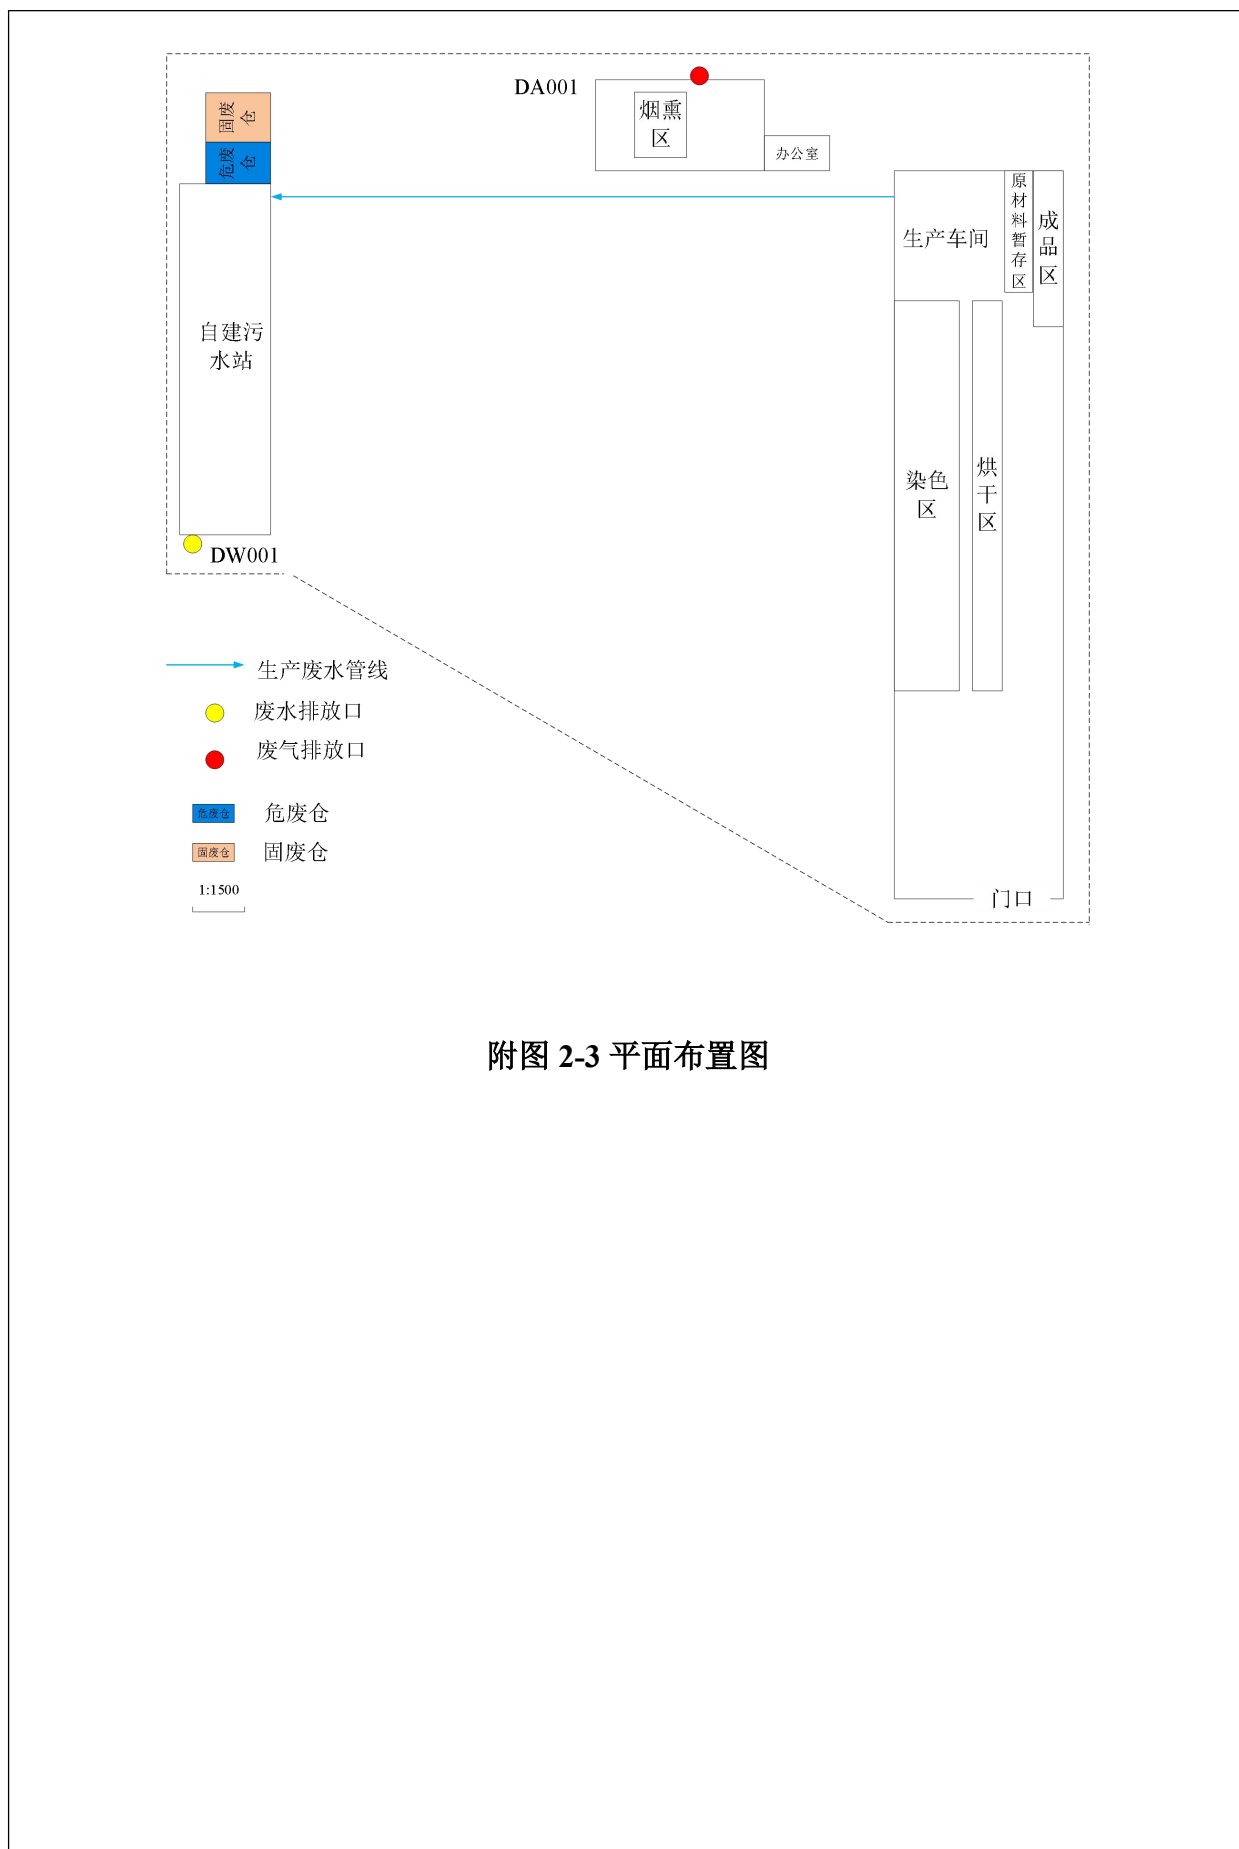 DA001
烟熏
区
办公室
固废
仓
危废
仓
自建污
水站
DW001
生产车间
原
材
料
暂
存
区
成
品
区
染色
区
烘
干
区
门口
生产废水管线
废水排放口
废气排放口
危废仓
危废仓
固废仓
固废仓
1:1500
附图 2-3 平面布置图